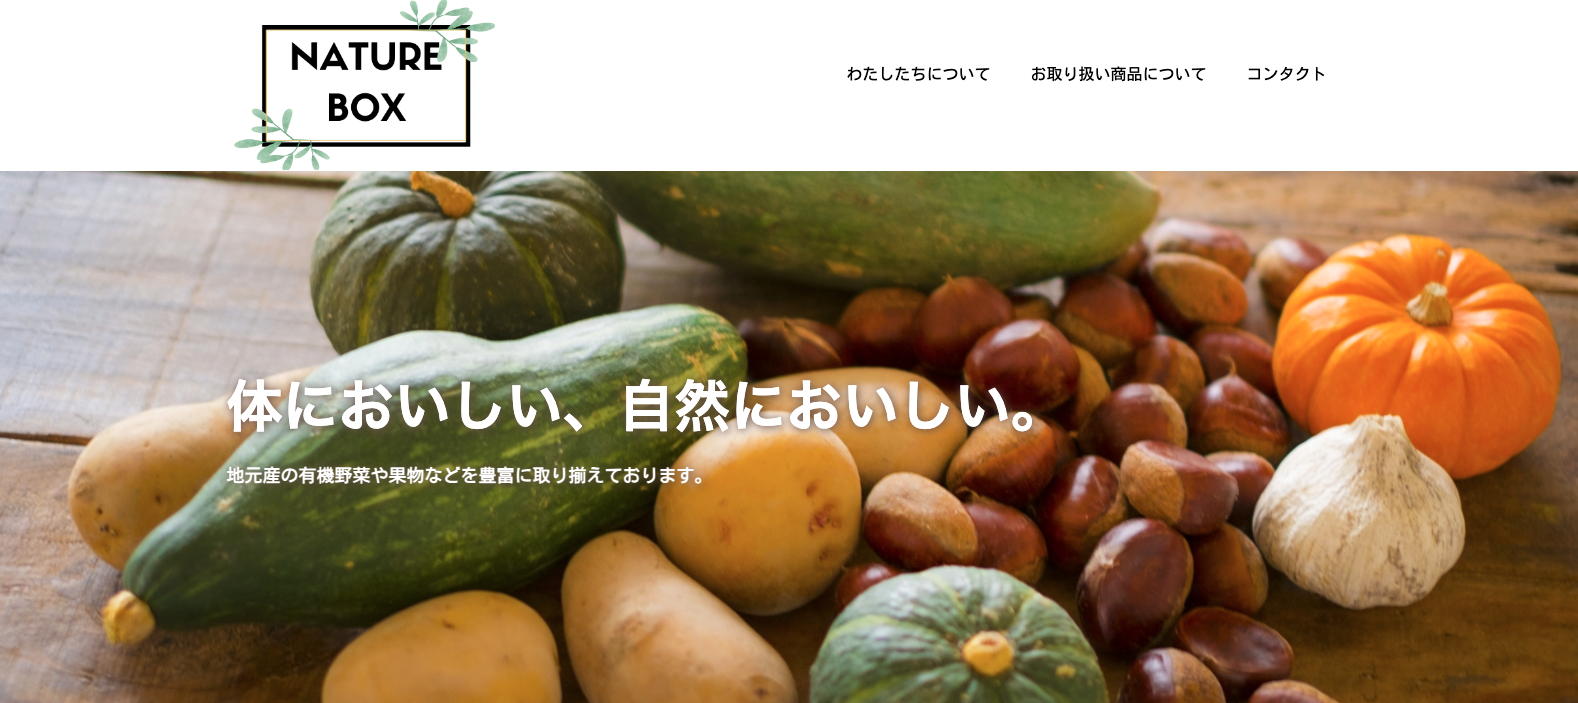 NATURE
BOX
わたしたちについて お取り扱い商品について コンタクト
体においしい、自然においしい。
地元産の有機野菜や果物などを豊富に取り揃えております。